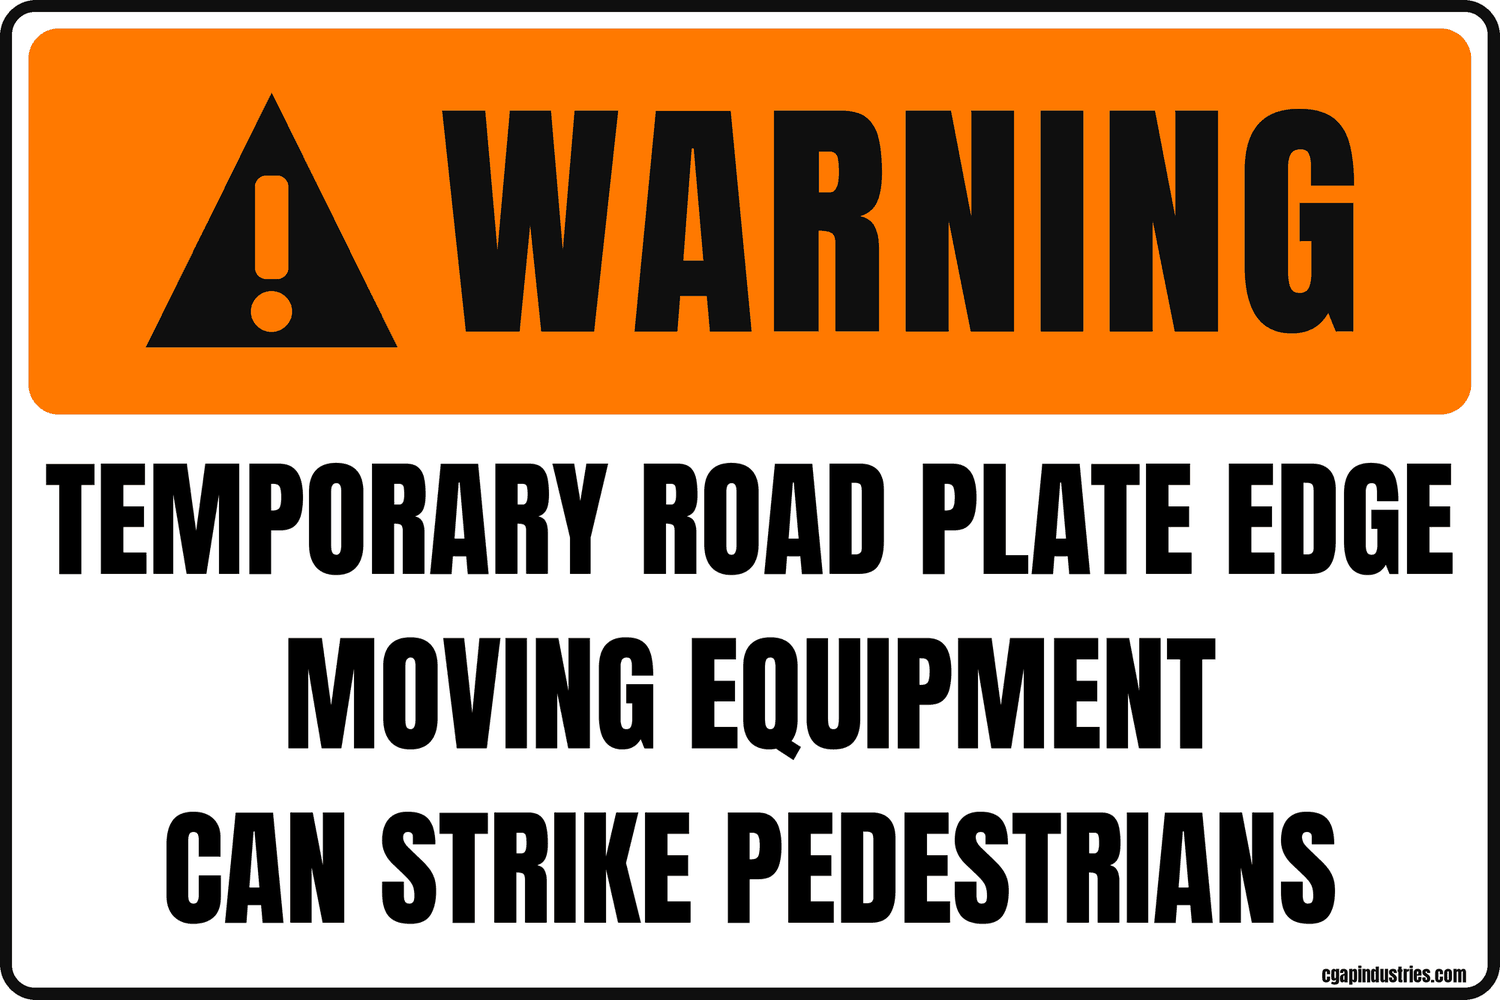 WARNING
TEMPORARY ROAD PLATE EDGE
MOVING EQUIPMENT
CAN STRIKE PEDESTRIANS
cgapindustries.com